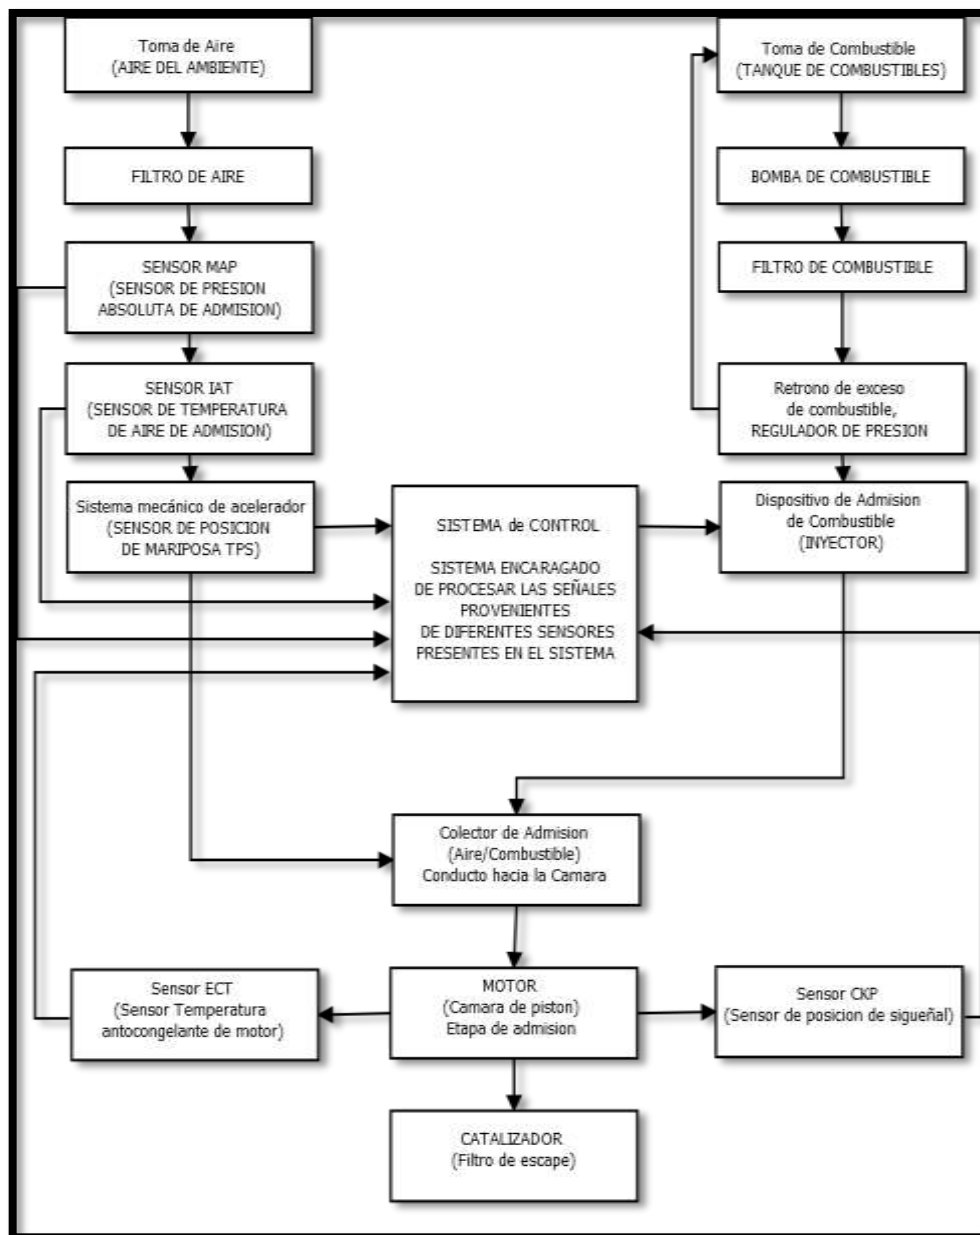 Toma de Aire
(AIRE DEL AMBIENTE)
FILTRO DE AIRE
SENSOR MAP
(SENSOR DE PRESION
ABSOLUTA DE ADMISION)
SENSOR IAT
(SENSOR DE TEMPERATURA
DE AIRE DE ADMISION)
Sistema mecánico de acelerador
(SENSOR DE POSICION
DE MARIPOSA TPS)
Toma de Combustible
(TANQUE DE COMBUSTIBLES)
BOMBA DE COMBUSTIBLE
FILTRO DE COMBUSTIBLE
Retrono de exceso
de combustible,
REGULADOR DE PRESION
Dispositivo de Admision
de Combustible
(INYECTOR)
SISTEMA de CONTROL
SISTEMA ENCARAGADO
DE PROCESAR LAS SEÑALES
PROVENIENTES
DE DIFERENTES SENSORES
PRESENTES EN EL SISTEMA
Colector de Admision
(Aire/Combustible)
Conducto hacia la Camara
Sensor ECT
(Sensor Temperatura
antocongelante de motor)
MOTOR
(Camara de piston)
Etapa de admision
Sensor CKP
(Sensor de posicion de sigueñal)
CATALIZADOR
(Filtro de escape)